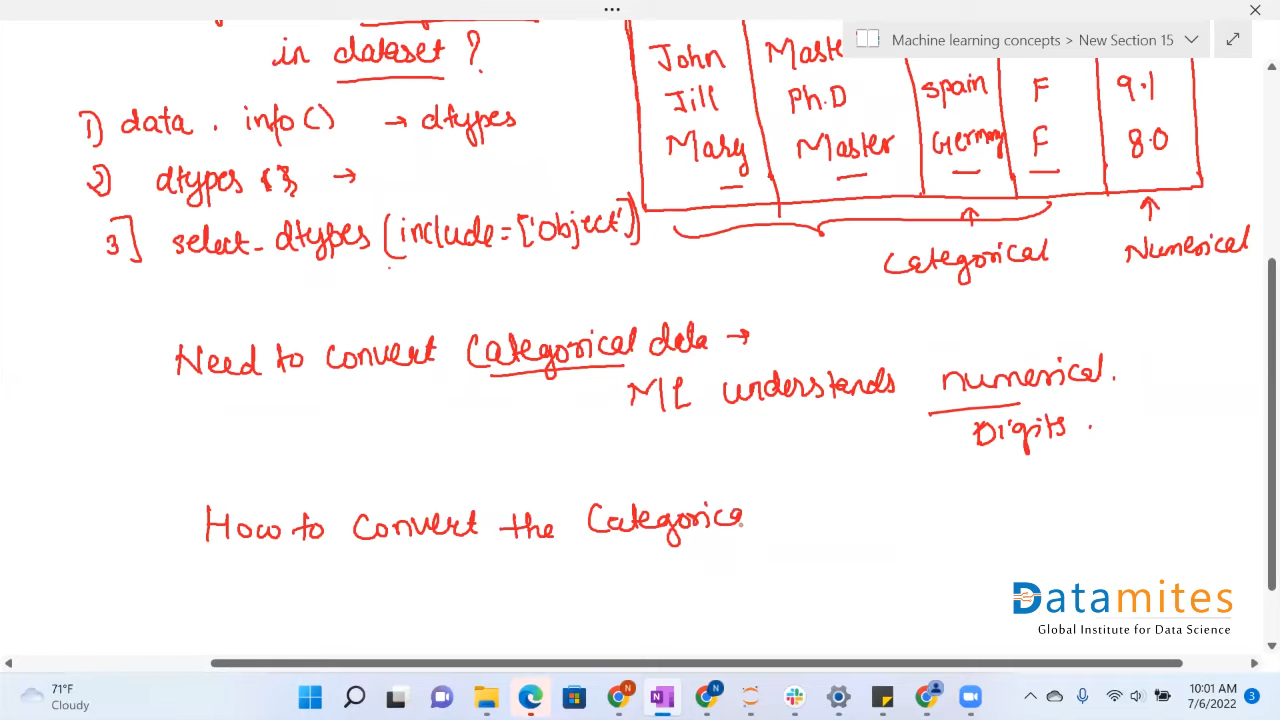 Machine learning concepts > New Section 15
in dataset ?
1) data . info() → dtypes
2) dtypes {} →
3] select_dtypes (include=['Object'])
John Maste
Jill Ph.D Spain F 9.1
Mary Master Germny F 8.0
Categorical Numerical
Need to convert Categorical data →
ML understands numerical.
Digits .
How to convert the Categorica
Datamites
Global Institute for Data Science
71°F
Cloudy
10:01 AM
7/6/2022
3